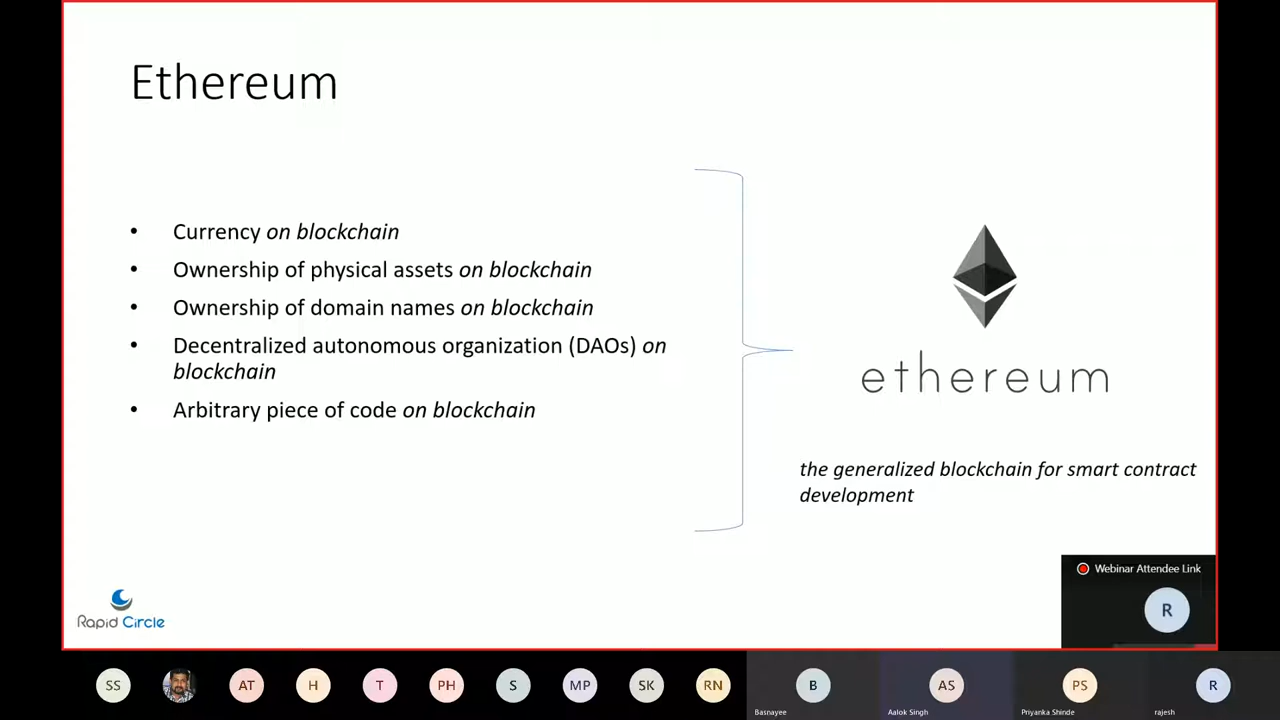 Ethereum
• Currency on blockchain
• Ownership of physical assets on blockchain
• Ownership of domain names on blockchain
• Decentralized autonomous organization (DAOs) on
blockchain
• Arbitrary piece of code on blockchain
ethereum
the generalized blockchain for smart contract
development
Rapid Circle
Webinar Attendee Link
R
SS
AT
H
T
PH
S
MP
SK
RN
B
Basnayee
AS
Aalok Singh
PS
Priyanka Shinde
R
rajesh